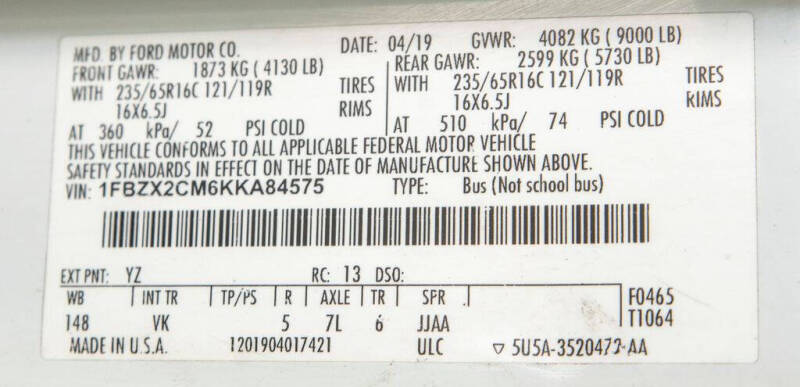 MFD. BY FORD MOTOR CO. DATE: 04/19 GVWR: 4082 KG ( 9000 LB)
FRONT GAWR: 1873 KG ( 4130 LB) REAR GAWR: 2599 KG ( 5730 LB)
WITH 235/65R16C 121/119R TIRES WITH 235/65R16C 121/119R TIRES
16X6.5J RIMS 16X6.5J RIMS
AT 360 kPa/ 52 PSI COLD AT 510 kPa/ 74 PSI COLD
THIS VEHICLE CONFORMS TO ALL APPLICABLE FEDERAL MOTOR VEHICLE
STANDARDS IN EFFECT ON THE DATE OF MANUFACTURE SHOWN ABOVE.
VIN: 1FBZX2CM6KKA84575 TYPE: Bus (Not school bus)
EXT PNT: YZ RC: 13 DSO:
WB INT TR TP/PS R AXLE TR SPR F0465
148 VK 5 7L 6 JJAA T1064
MADE IN U.S.A. 1201904017421 ULC ▽ 5U5A-3520472-AA